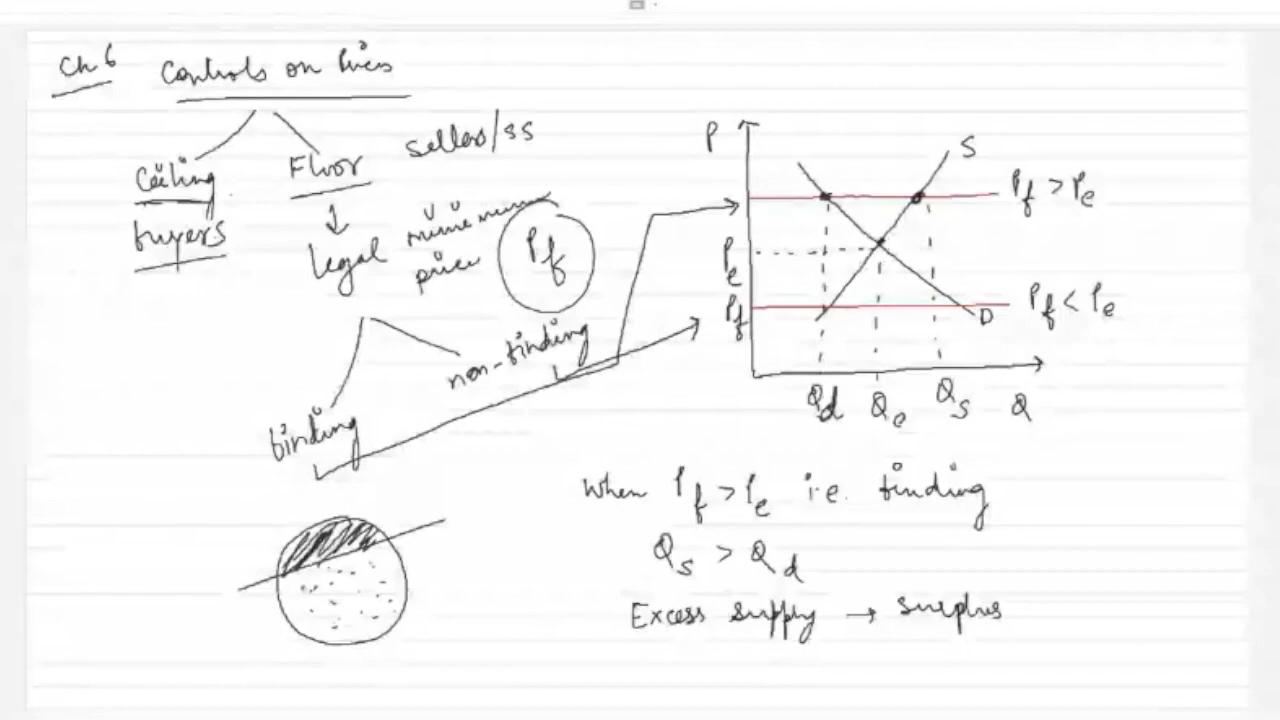 Ch 6 Controls on Prices
Ceiling
buyers
Floor sellers/ss
↓
legal minimum
price
Pf
binding
non-binding
P
S
Pf > Pe
Pe
Pf
Pf < Pe
D
Qd Qe Qs Q
When Pf > Pe i.e. binding
Qs > Qd
Excess supply → surplus